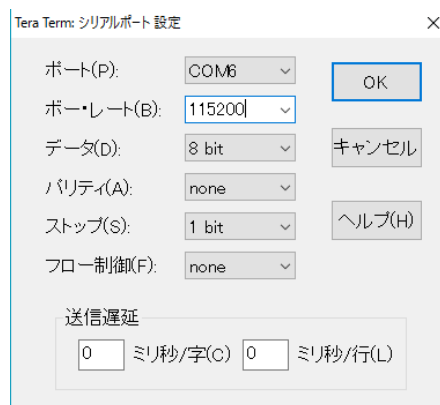 Tera Term: シリアルポート 設定
ポート(P): COM6 OK
ボー・レート(B): 115200
データ(D): 8 bit キャンセル
パリティ(A): none
ストップ(S): 1 bit ヘルプ(H)
フロー制御(F): none
送信遅延
0 ミリ秒/字(C) 0 ミリ秒/行(L)